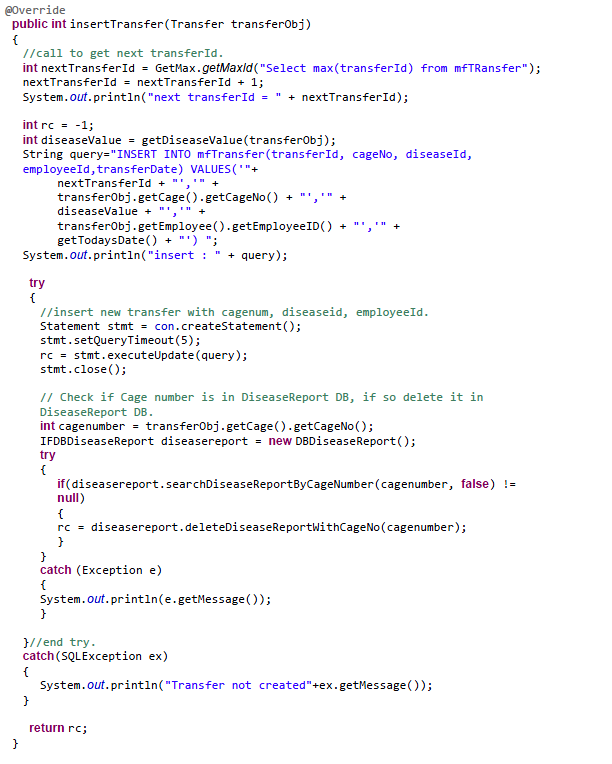 @Override
public int insertTransfer(Transfer transferObj)
{
//call to get next transferId.
int nextTransferId = GetMax.getMaxId("Select max(transferId) from mfTRansfer");
nextTransferId = nextTransferId + 1;
System.out.println("next transferId = " + nextTransferId);
int rc = -1;
int diseaseValue = getDiseaseValue(transferObj);
String query="INSERT INTO mfTransfer(transferId, cageNo, diseaseId,
employeeId,transferDate) VALUES('"+
nextTransferId + "','" +
transferObj.getCage().getCageNo() + "','" +
diseaseValue + "','" +
transferObj.getEmployee().getEmployeeID() + "','" +
getTodaysDate() + "') ";
System.out.println("insert : " + query);
try
{
//insert new transfer with cagenum, diseaseid, employeeId.
Statement stmt = con.createStatement();
stmt.setQueryTimeout(5);
rc = stmt.executeUpdate(query);
stmt.close();
// Check if Cage number is in DiseaseReport DB, if so delete it in
DiseaseReport DB.
int cagenumber = transferObj.getCage().getCageNo();
IFDBDiseaseReport diseasereport = new DBDiseaseReport();
try
{
if(diseasereport.searchDiseaseReportByCageNumber(cagenumber, false) !=
null)
{
rc = diseasereport.deleteDiseaseReportWithCageNo(cagenumber);
}
}
catch (Exception e)
{
System.out.println(e.getMessage());
}
}//end try.
catch(SQLException ex)
{
System.out.println("Transfer not created"+ex.getMessage());
}
return rc;
}